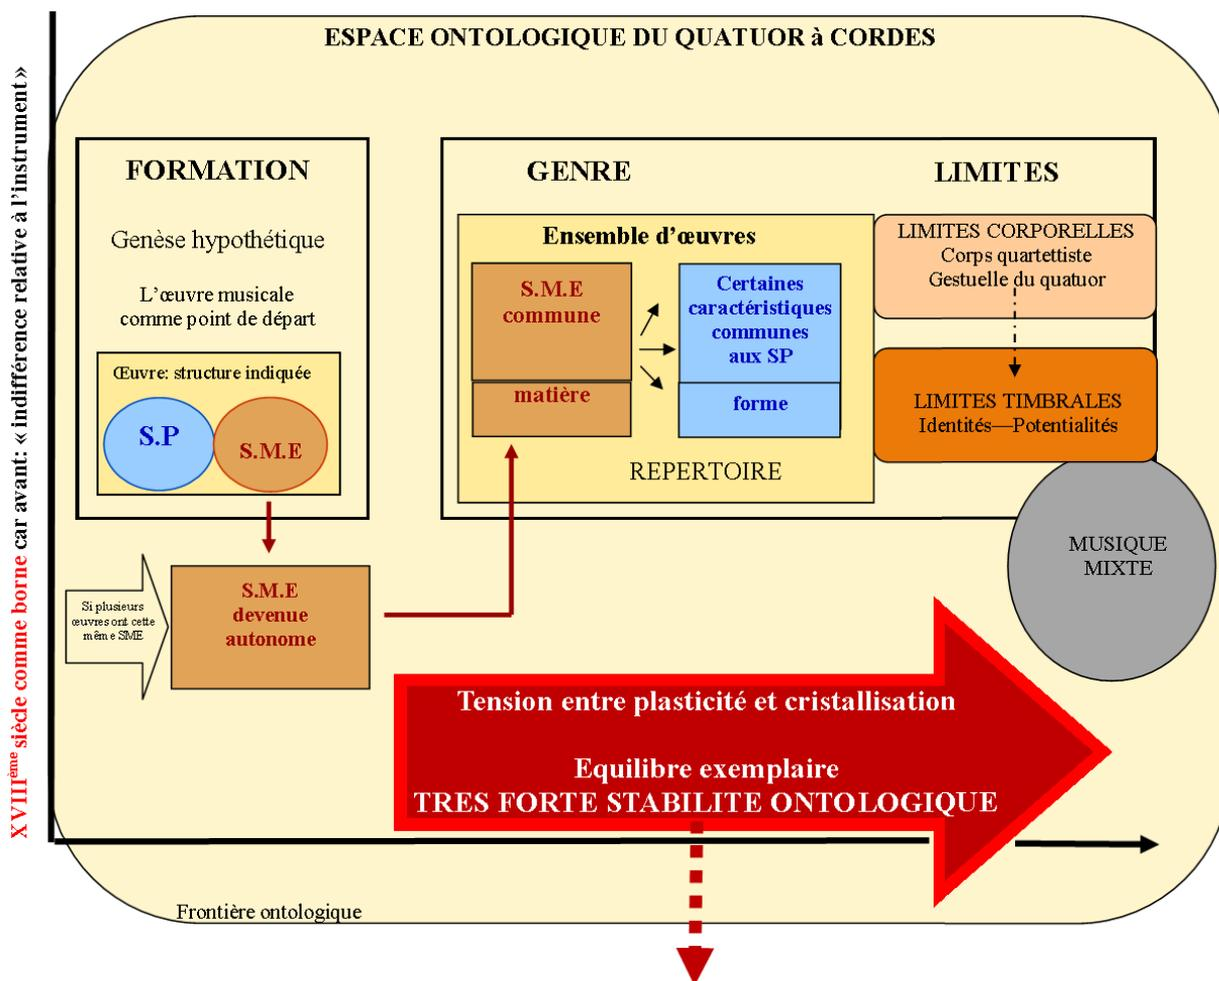 ESPACE ONTOLOGIQUE DU QUATUOR à CORDES
XVIIIème siècle comme borne car avant: « indifférence relative à l’instrument »
FORMATION
Genèse hypothétique
L’œuvre musicale
comme point de départ
Œuvre: structure indiquée
S.P
S.M.E
Si plusieurs
œuvres ont cette
même SME
S.M.E
devenue
autonome
GENRE
Ensemble d’œuvres
S.M.E
commune
matière
Certaines
caractéristiques
communes
aux SP
forme
REPERTOIRE
LIMITES
LIMITES CORPORELLES
Corps quartettiste
Gestuelle du quatuor
LIMITES TIMBRALES
Identités—Potentialités
MUSIQUE
MIXTE
Tension entre plasticité et cristallisation
Equilibre exemplaire
TRES FORTE STABILITE ONTOLOGIQUE
Frontière ontologique